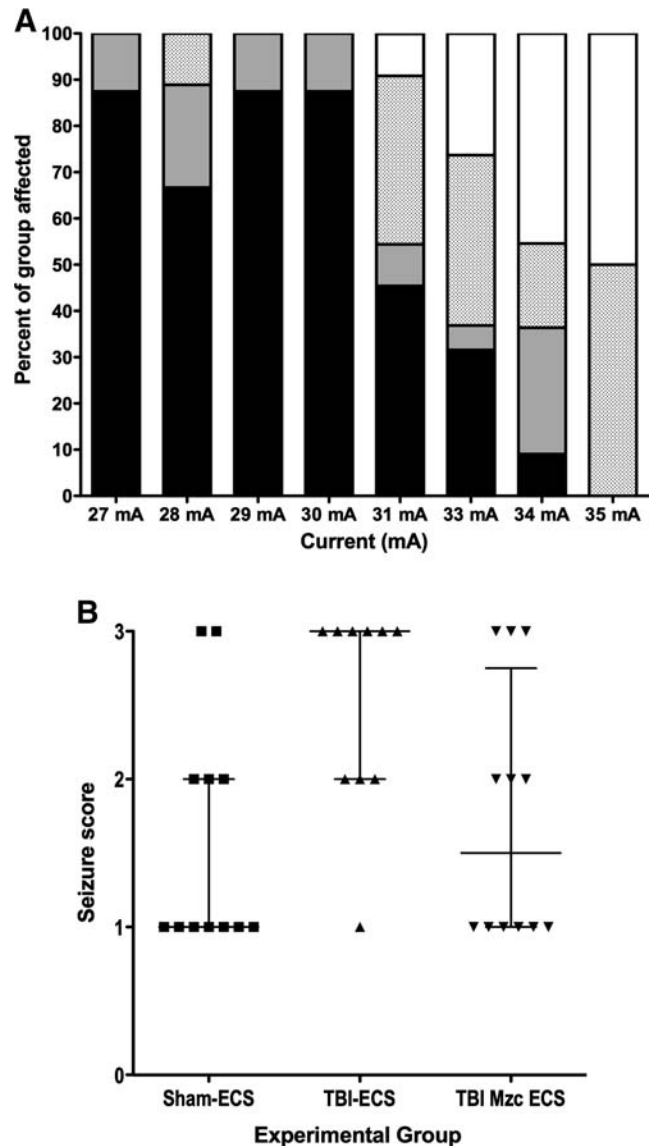 A
Percent of group affected
100
90
80
70
60
50
40
30
20
10
0
27 mA 28 mA 29 mA 30 mA 31 mA 33 mA 34 mA 35 mA
Current (mA)
B
Seizure score
3
2
1
0
Sham-ECS TBI-ECS TBI Mzc ECS
Experimental Group